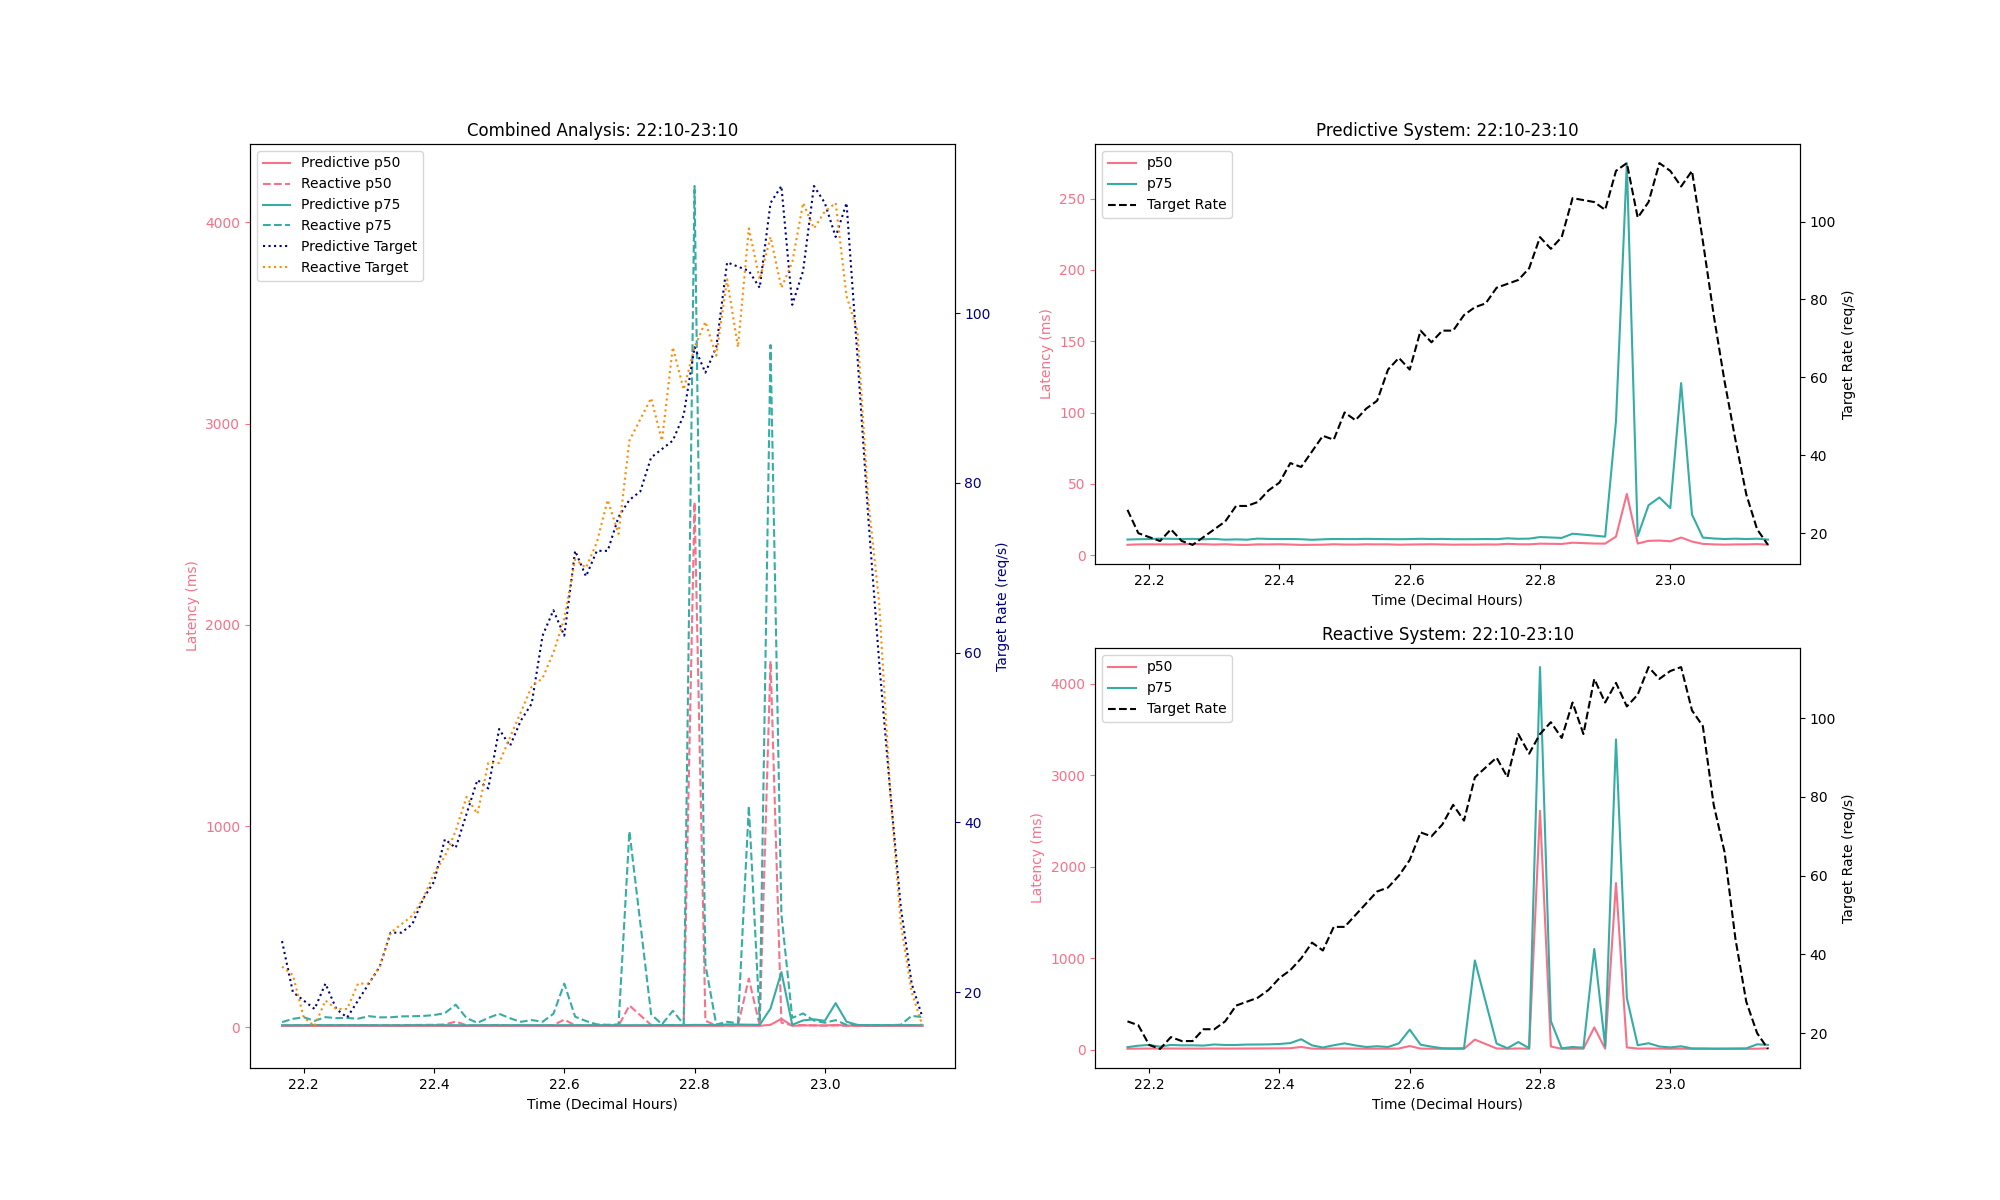 Combined Analysis: 22:10-23:10
Predictive p50
Reactive p50
Predictive p75
Reactive p75
Predictive Target
Reactive Target
4000
3000
2000
1000
0
Latency (ms)
100
80
60
40
20
Target Rate (req/s)
22.2 22.4 22.6 22.8 23.0
Time (Decimal Hours)
Predictive System: 22:10-23:10
p50
p75
Target Rate
250
200
150
100
50
0
Latency (ms)
100
80
60
40
20
Target Rate (req/s)
22.2 22.4 22.6 22.8 23.0
Time (Decimal Hours)
Reactive System: 22:10-23:10
p50
p75
Target Rate
4000
3000
2000
1000
0
Latency (ms)
100
80
60
40
20
Target Rate (req/s)
22.2 22.4 22.6 22.8 23.0
Time (Decimal Hours)